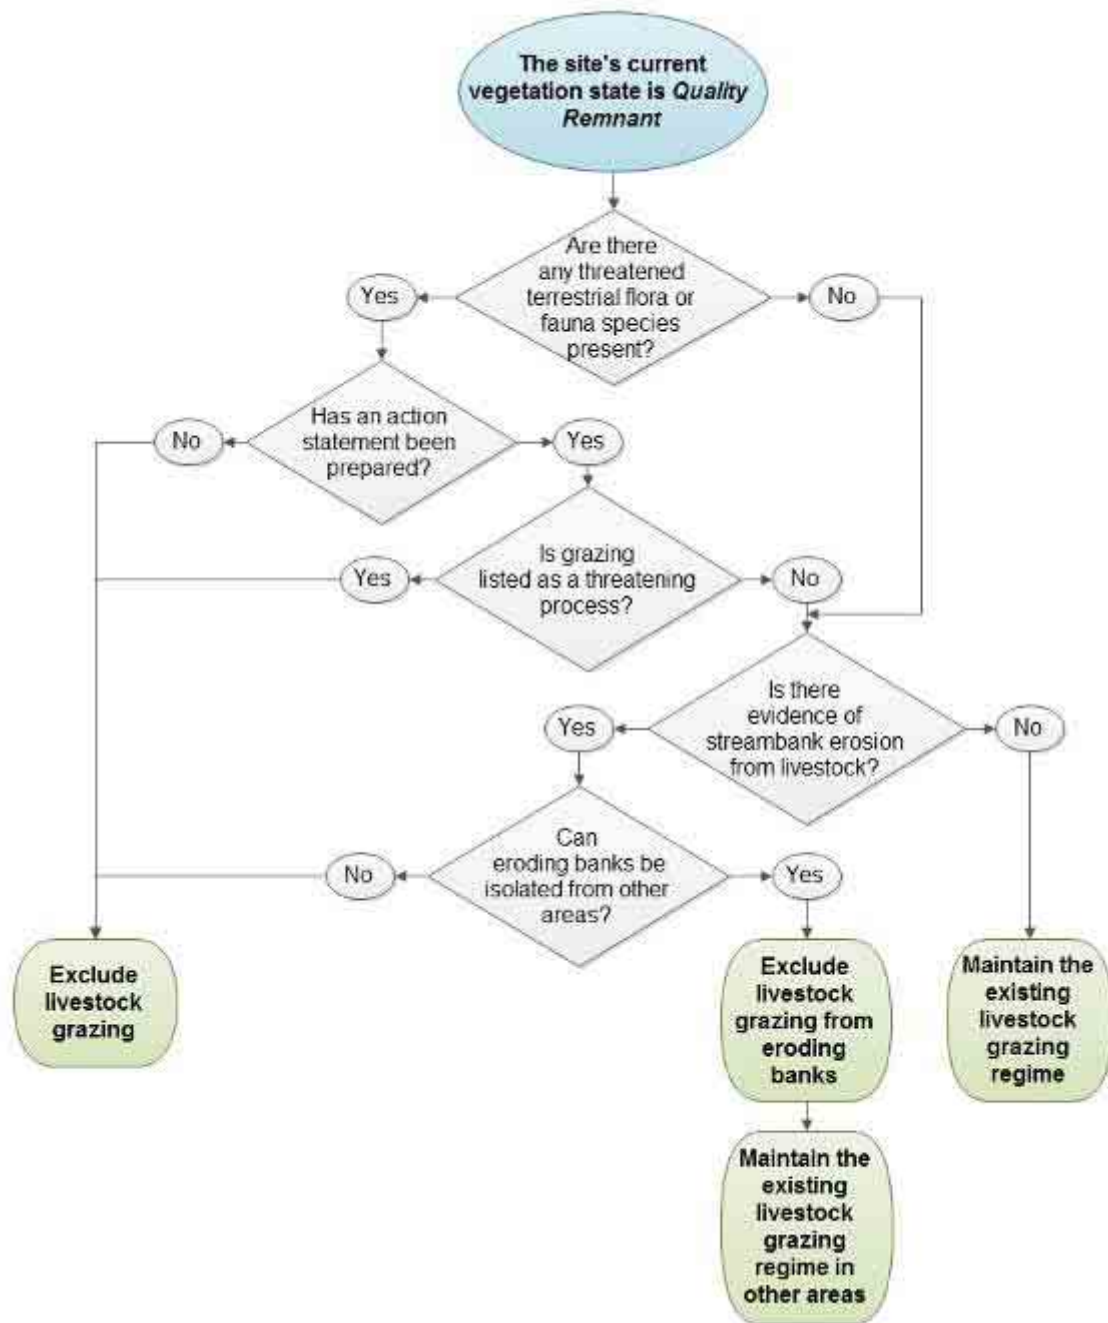 The site's current
vegetation state is Quality
Remnant
Are there
any threatened
terrestrial flora or
fauna species
present?
Yes
No
Has an action
statement been
prepared?
No
Yes
Is grazing
listed as a threatening
process?
Yes
No
Is there
evidence of
streambank erosion
from livestock?
Yes
No
Can
eroding banks be
isolated from other
areas?
No
Yes
Exclude
livestock
grazing
Exclude
livestock
grazing from
eroding
banks
Maintain the
existing
livestock
grazing
regime
Maintain the
existing
livestock
grazing
regime in
other areas